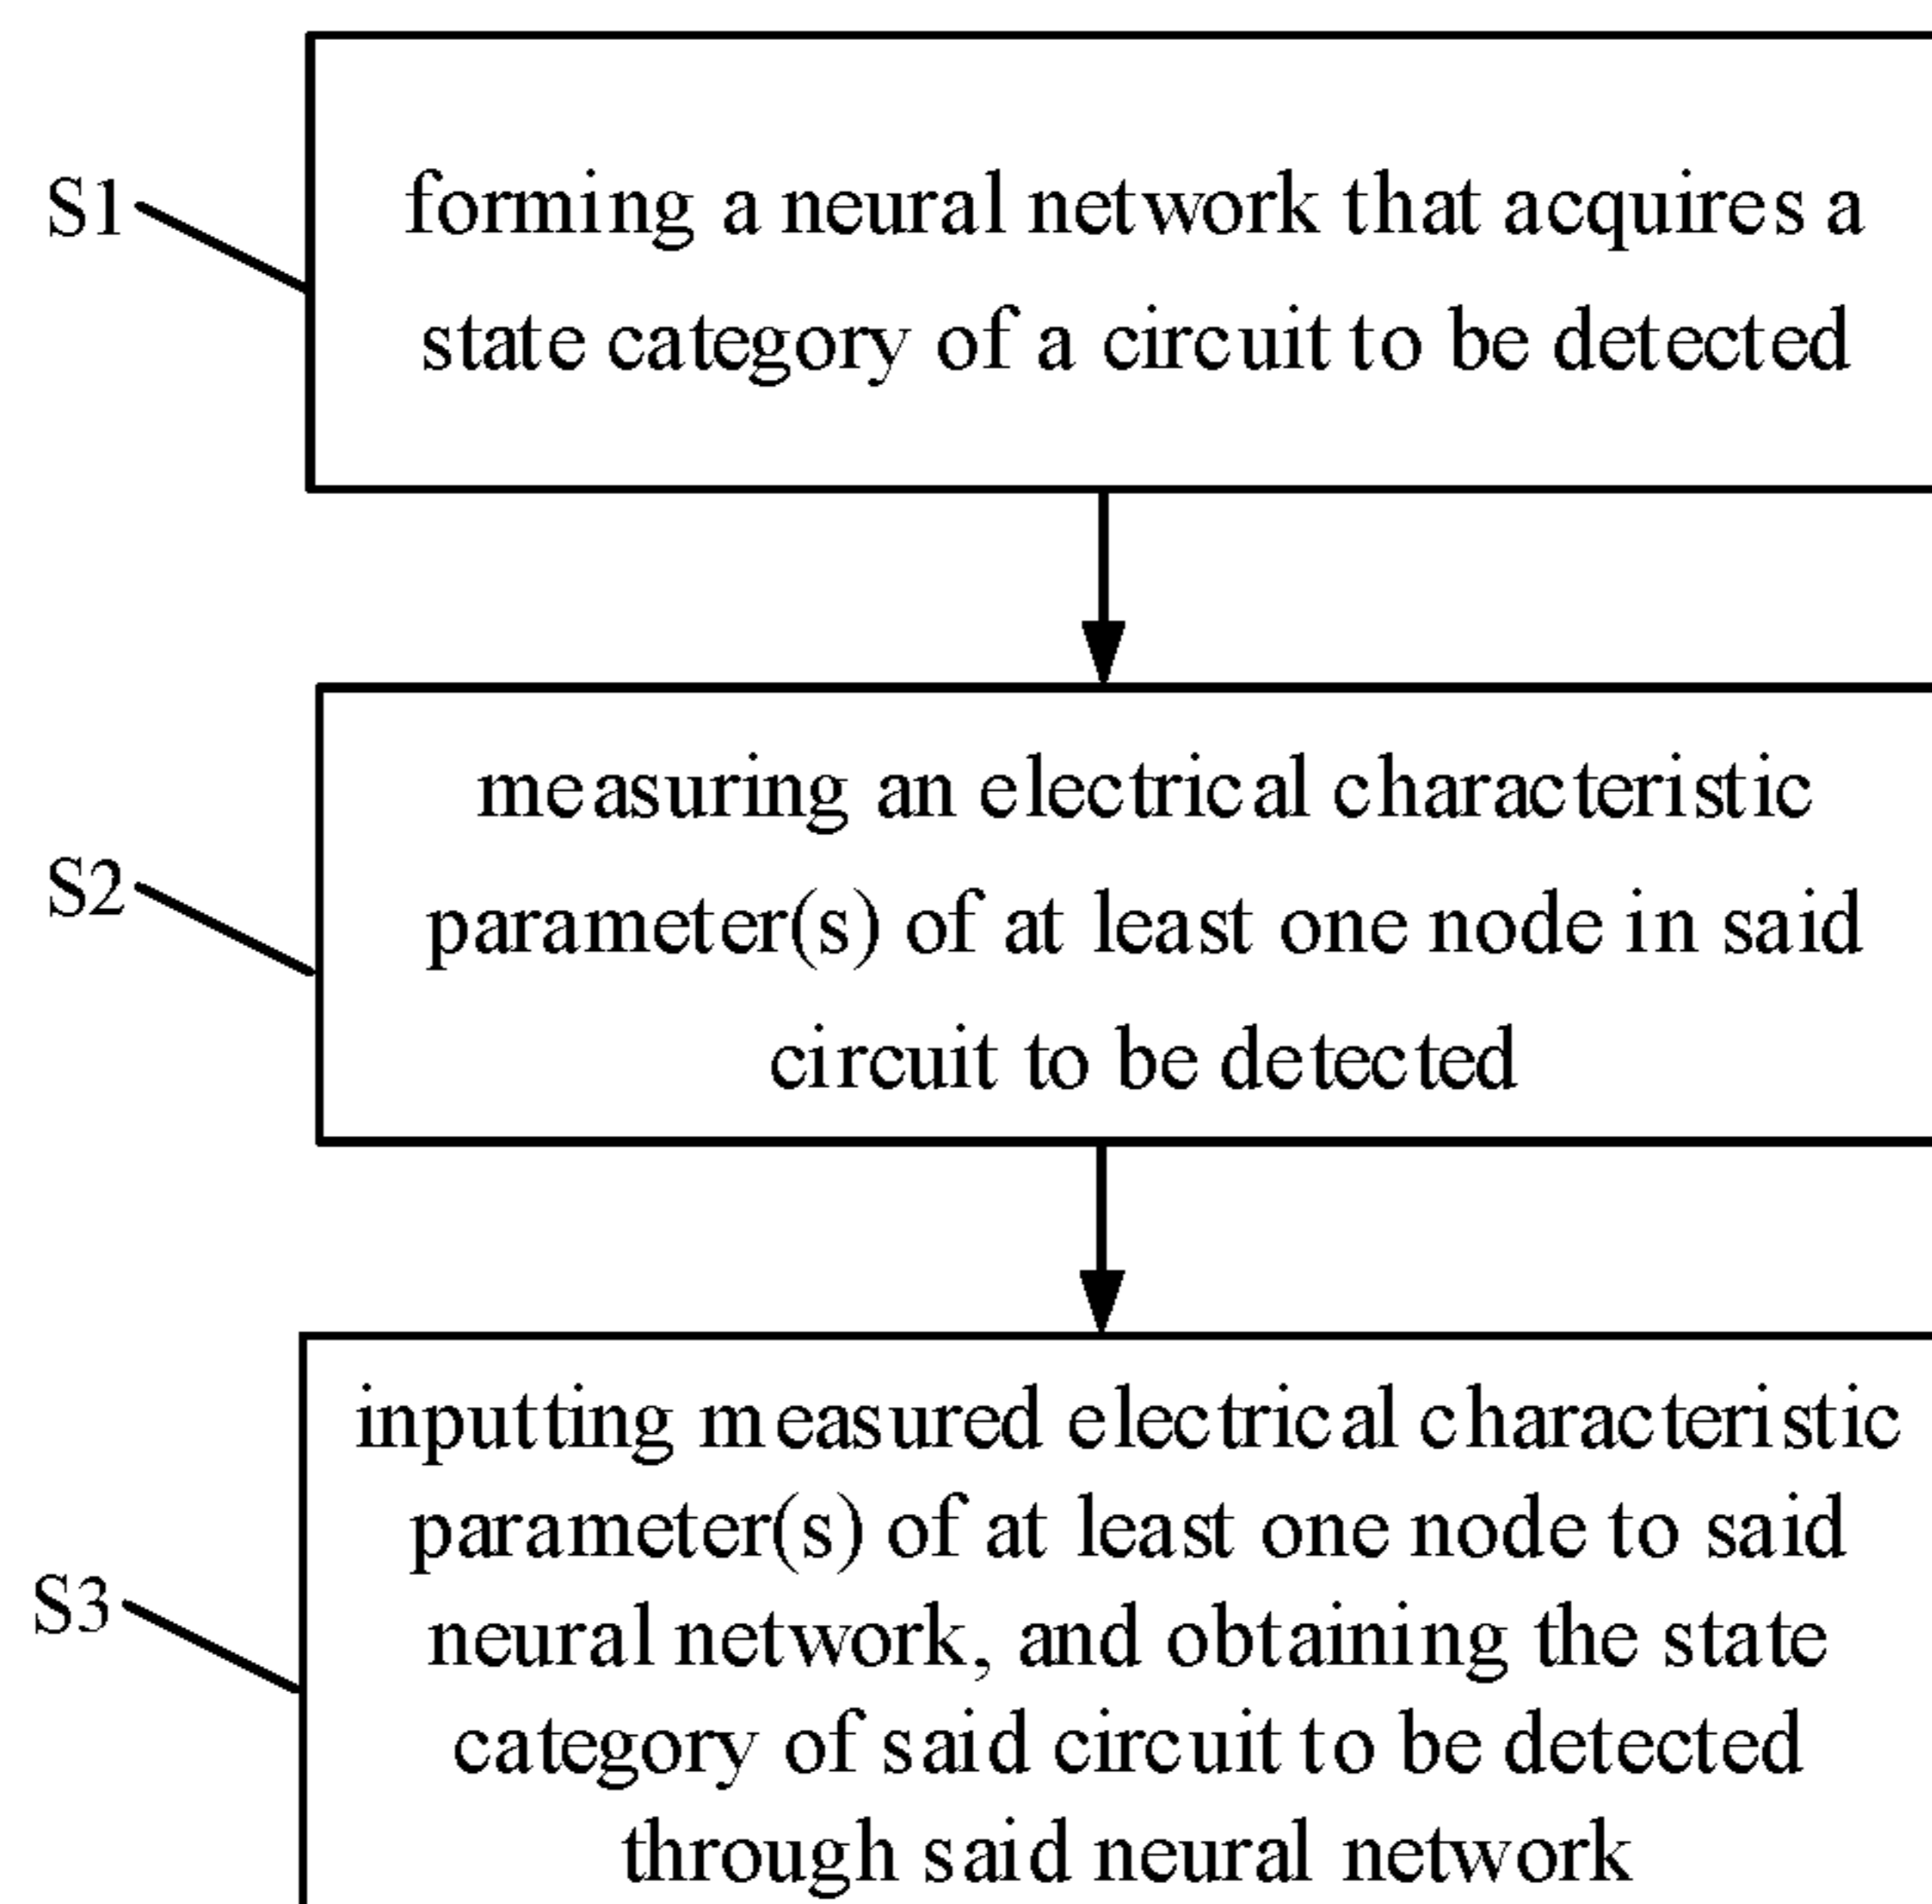 S1
forming a neural network that acquires a
state category of a circuit to be detected
S2
measuring an electrical characteristic
parameter(s) of at least one node in said
circuit to be detected
S3
inputting measured electrical characteristic
parameter(s) of at least one node to said
neural network, and obtaining the state
category of said circuit to be detected
through said neural network